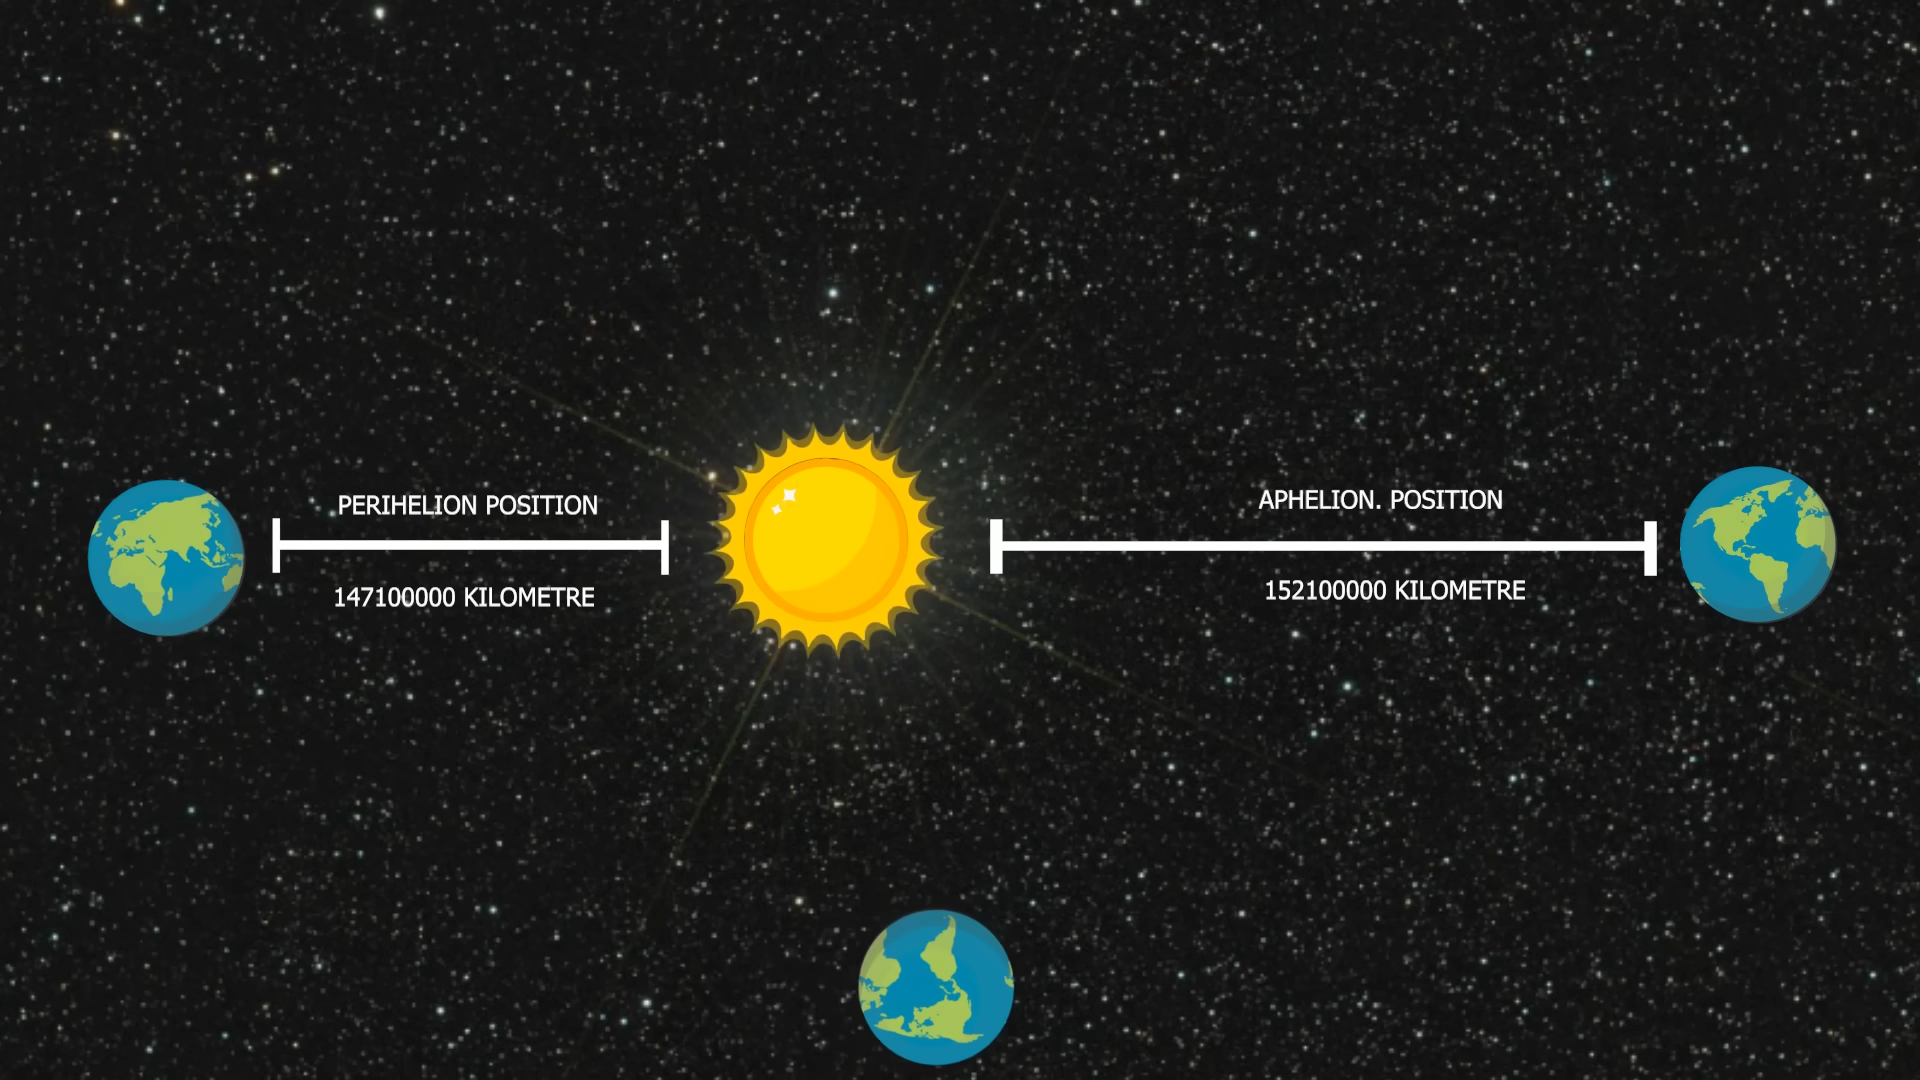 PERIHELION POSITION
147100000 KILOMETRE
APHELION. POSITION
152100000 KILOMETRE